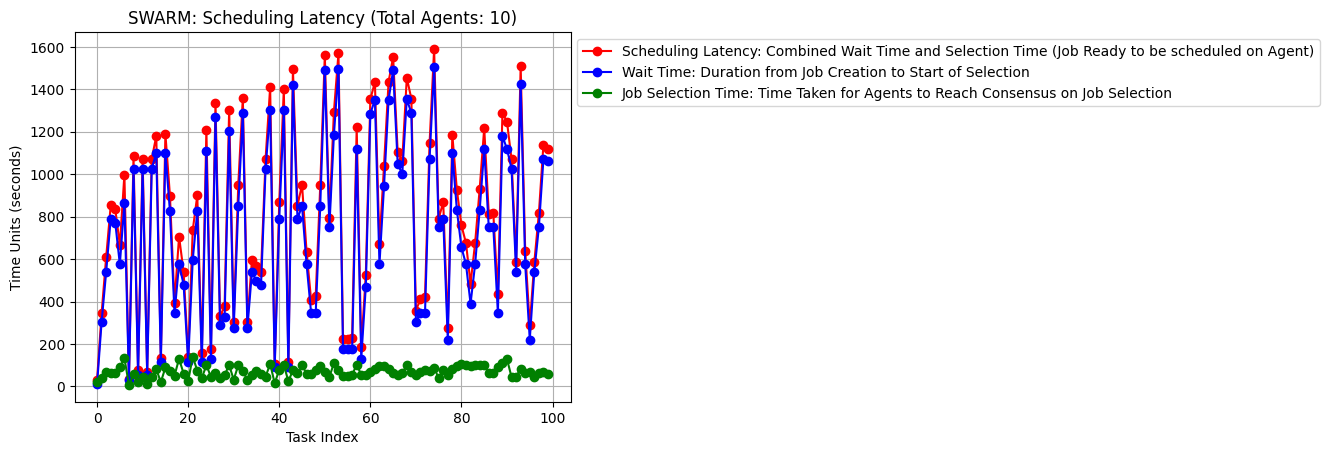 SWARM: Scheduling Latency (Total Agents: 10)
Scheduling Latency: Combined Wait Time and Selection Time (Job Ready to be scheduled on Agent)
Wait Time: Duration from Job Creation to Start of Selection
Job Selection Time: Time Taken for Agents to Reach Consensus on Job Selection
Time Units (seconds)
1600
1400
1200
1000
800
600
400
200
0
0 20 40 60 80 100
Task Index